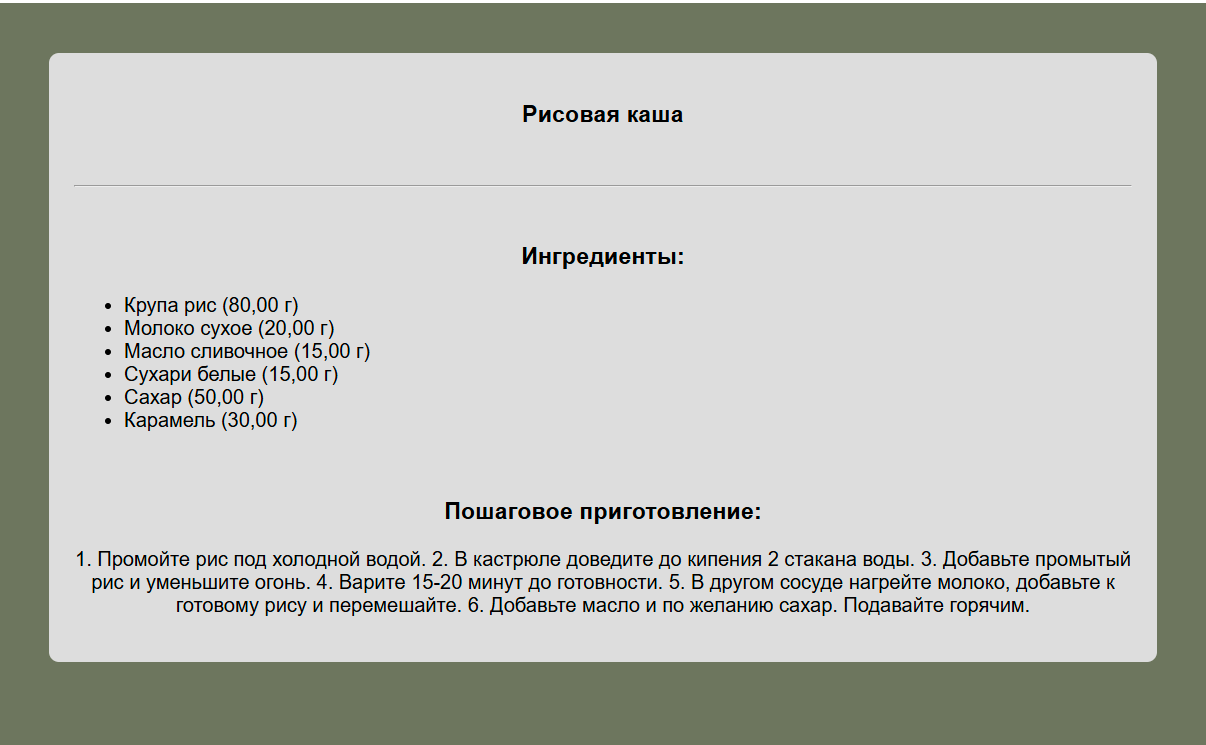 Рисовая каша
Ингредиенты:
• Крупа рис (80,00 г)
• Молоко сухое (20,00 г)
• Масло сливочное (15,00 г)
• Сухари белые (15,00 г)
• Сахар (50,00 г)
• Карамель (30,00 г)
Пошаговое приготовление:
1. Промойте рис под холодной водой. 2. В кастрюле доведите до кипения 2 стакана воды. 3. Добавьте промытый
рис и уменьшите огонь. 4. Варите 15-20 минут до готовности. 5. В другом сосуде нагрейте молоко, добавьте к
готовому рису и перемешайте. 6. Добавьте масло и по желанию сахар. Подавайте горячим.